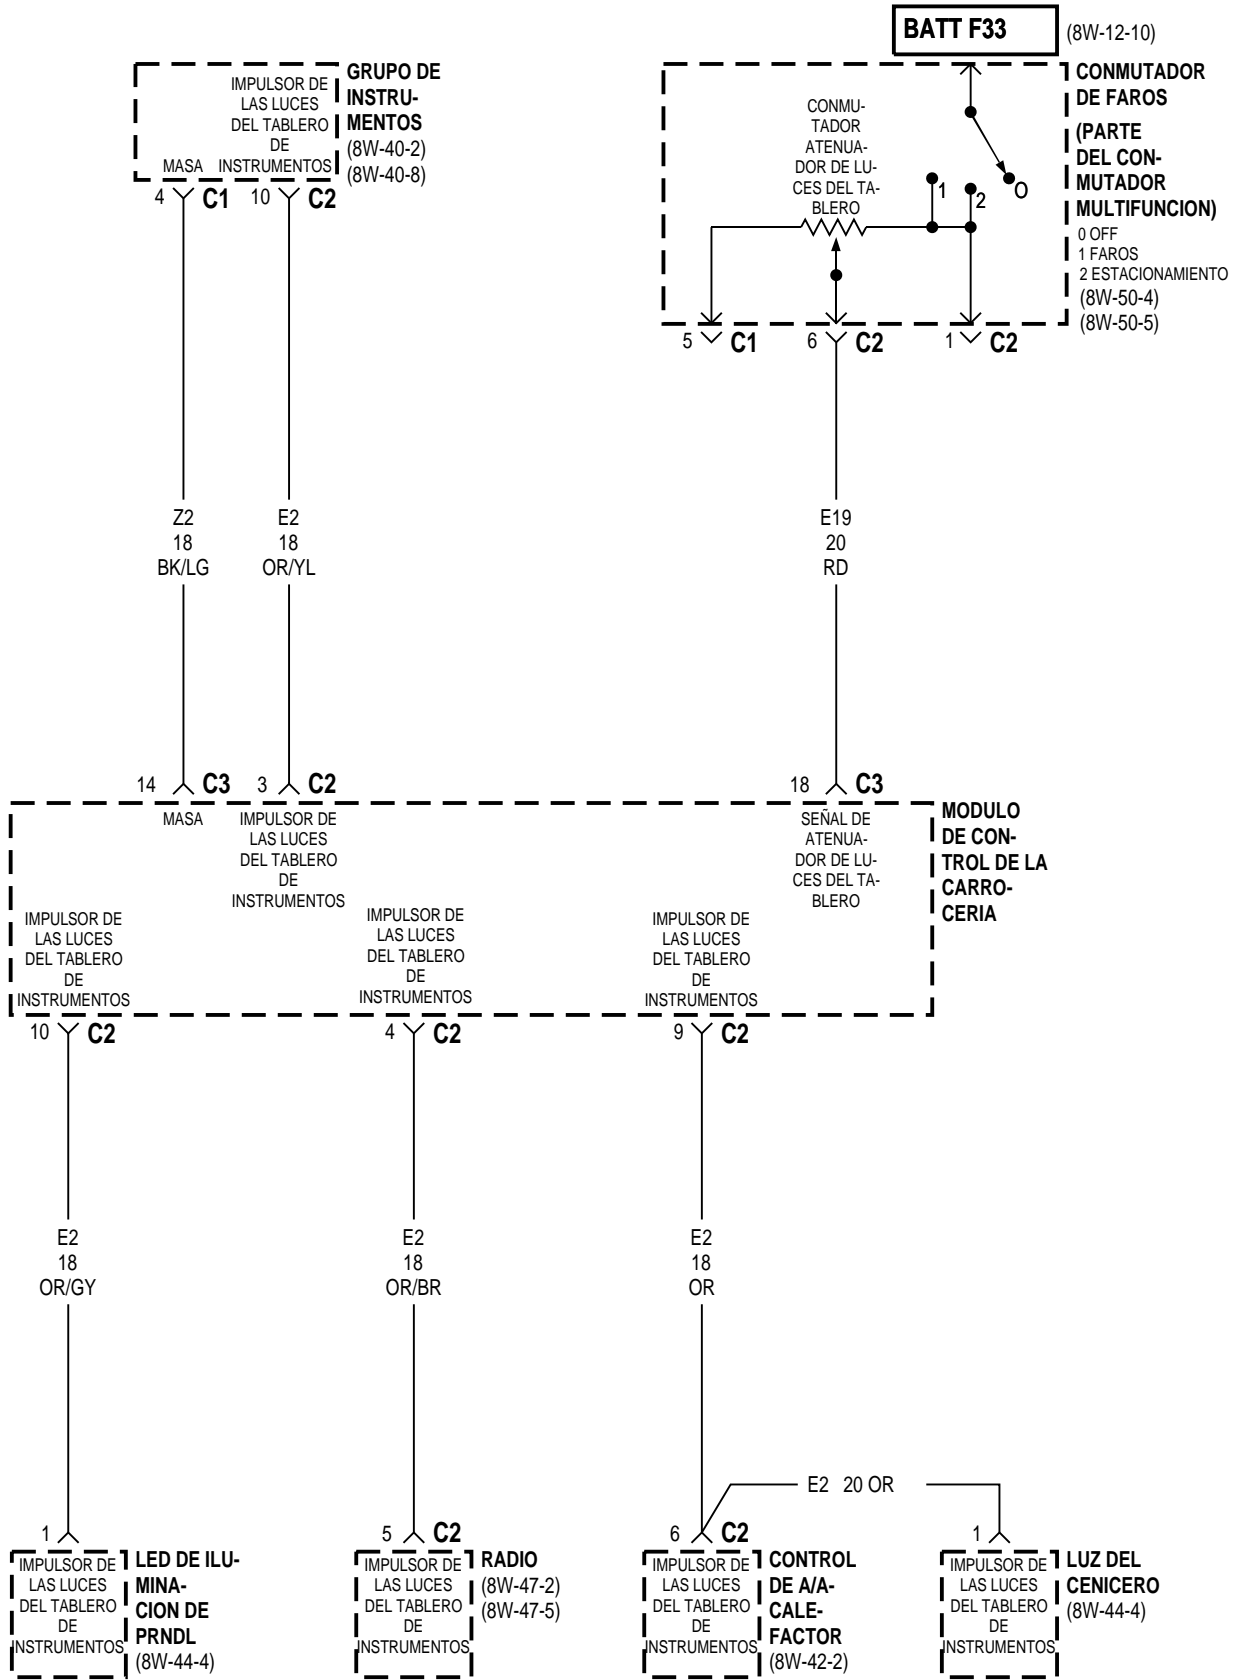 BATT F33
(8W-12-10)
IMPULSOR DE
LAS LUCES
DEL TABLERO
DE
INSTRUMENTOS
MASA
GRUPO DE
INSTRU-
MENTOS
(8W-40-2)
(8W-40-8)
4 C1
10 C2
CONMU-
TADOR
ATENUA-
DOR DE LU-
CES DEL TA-
BLERO
1
2
0
CONMUTADOR
DE FAROS
(PARTE
DEL CON-
MUTADOR
MULTIFUNCION)
0 OFF
1 FAROS
2 ESTACIONAMIENTO
(8W-50-4)
(8W-50-5)
5 C1
6 C2
1 C2
Z2
18
BK/LG
E2
18
OR/YL
E19
20
RD
14 C3
3 C2
18 C3
MASA
IMPULSOR DE
LAS LUCES
DEL TABLERO
DE
INSTRUMENTOS
SEÑAL DE
ATENUA-
DOR DE LU-
CES DEL TA-
BLERO
MODULO
DE CON-
TROL DE LA
CARRO-
CERIA
IMPULSOR DE
LAS LUCES
DEL TABLERO
DE
INSTRUMENTOS
IMPULSOR DE
LAS LUCES
DEL TABLERO
DE
INSTRUMENTOS
IMPULSOR DE
LAS LUCES
DEL TABLERO
DE
INSTRUMENTOS
10 C2
4 C2
9 C2
E2
18
OR/GY
E2
18
OR/BR
E2
18
OR
E2 20 OR
1
5 C2
6 C2
1
IMPULSOR DE
LAS LUCES
DEL TABLERO
DE
INSTRUMENTOS
LED DE ILU-
MINA-
CION DE
PRNDL
(8W-44-4)
IMPULSOR DE
LAS LUCES
DEL TABLERO
DE
INSTRUMENTOS
RADIO
(8W-47-2)
(8W-47-5)
IMPULSOR DE
LAS LUCES
DEL TABLERO
DE
INSTRUMENTOS
CONTROL
DE A/A-
CALE-
FACTOR
(8W-42-2)
IMPULSOR DE
LAS LUCES
DEL TABLERO
DE
INSTRUMENTOS
LUZ DEL
CENICERO
(8W-44-4)